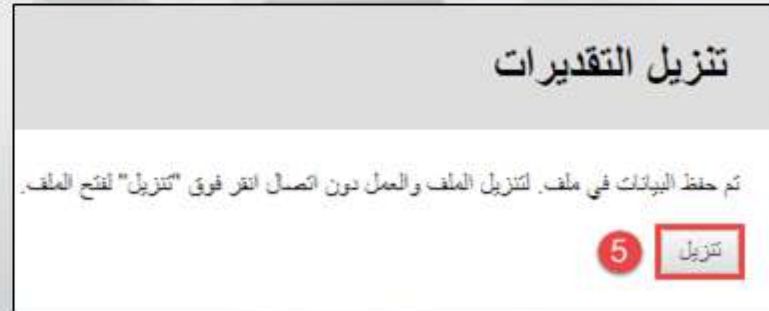 تنزيل التقديرات
تم حفظ البيانات في ملف. لتنزيل الملف والعمل دون اتصال انقر فوق "تنزيل" لفتح الملف.
تنزيل 5